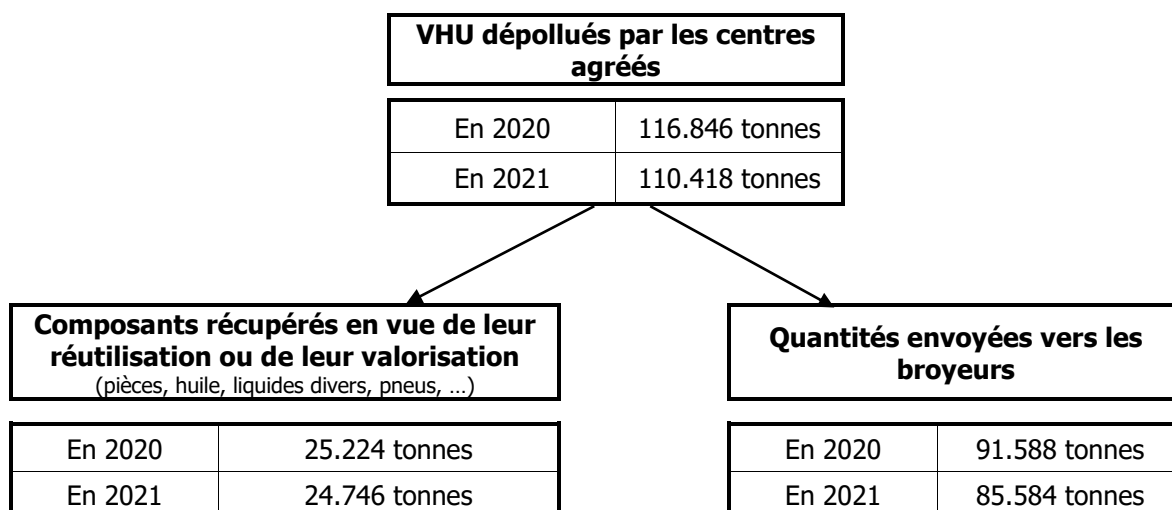 VHU dépollués par les centres
agréés
En 2020 116.846 tonnes
En 2021 110.418 tonnes
Composants récupérés en vue de leur
réutilisation ou de leur valorisation
(pièces, huile, liquides divers, pneus, …)
En 2020 25.224 tonnes
En 2021 24.746 tonnes
Quantités envoyées vers les
broyeurs
En 2020 91.588 tonnes
En 2021 85.584 tonnes